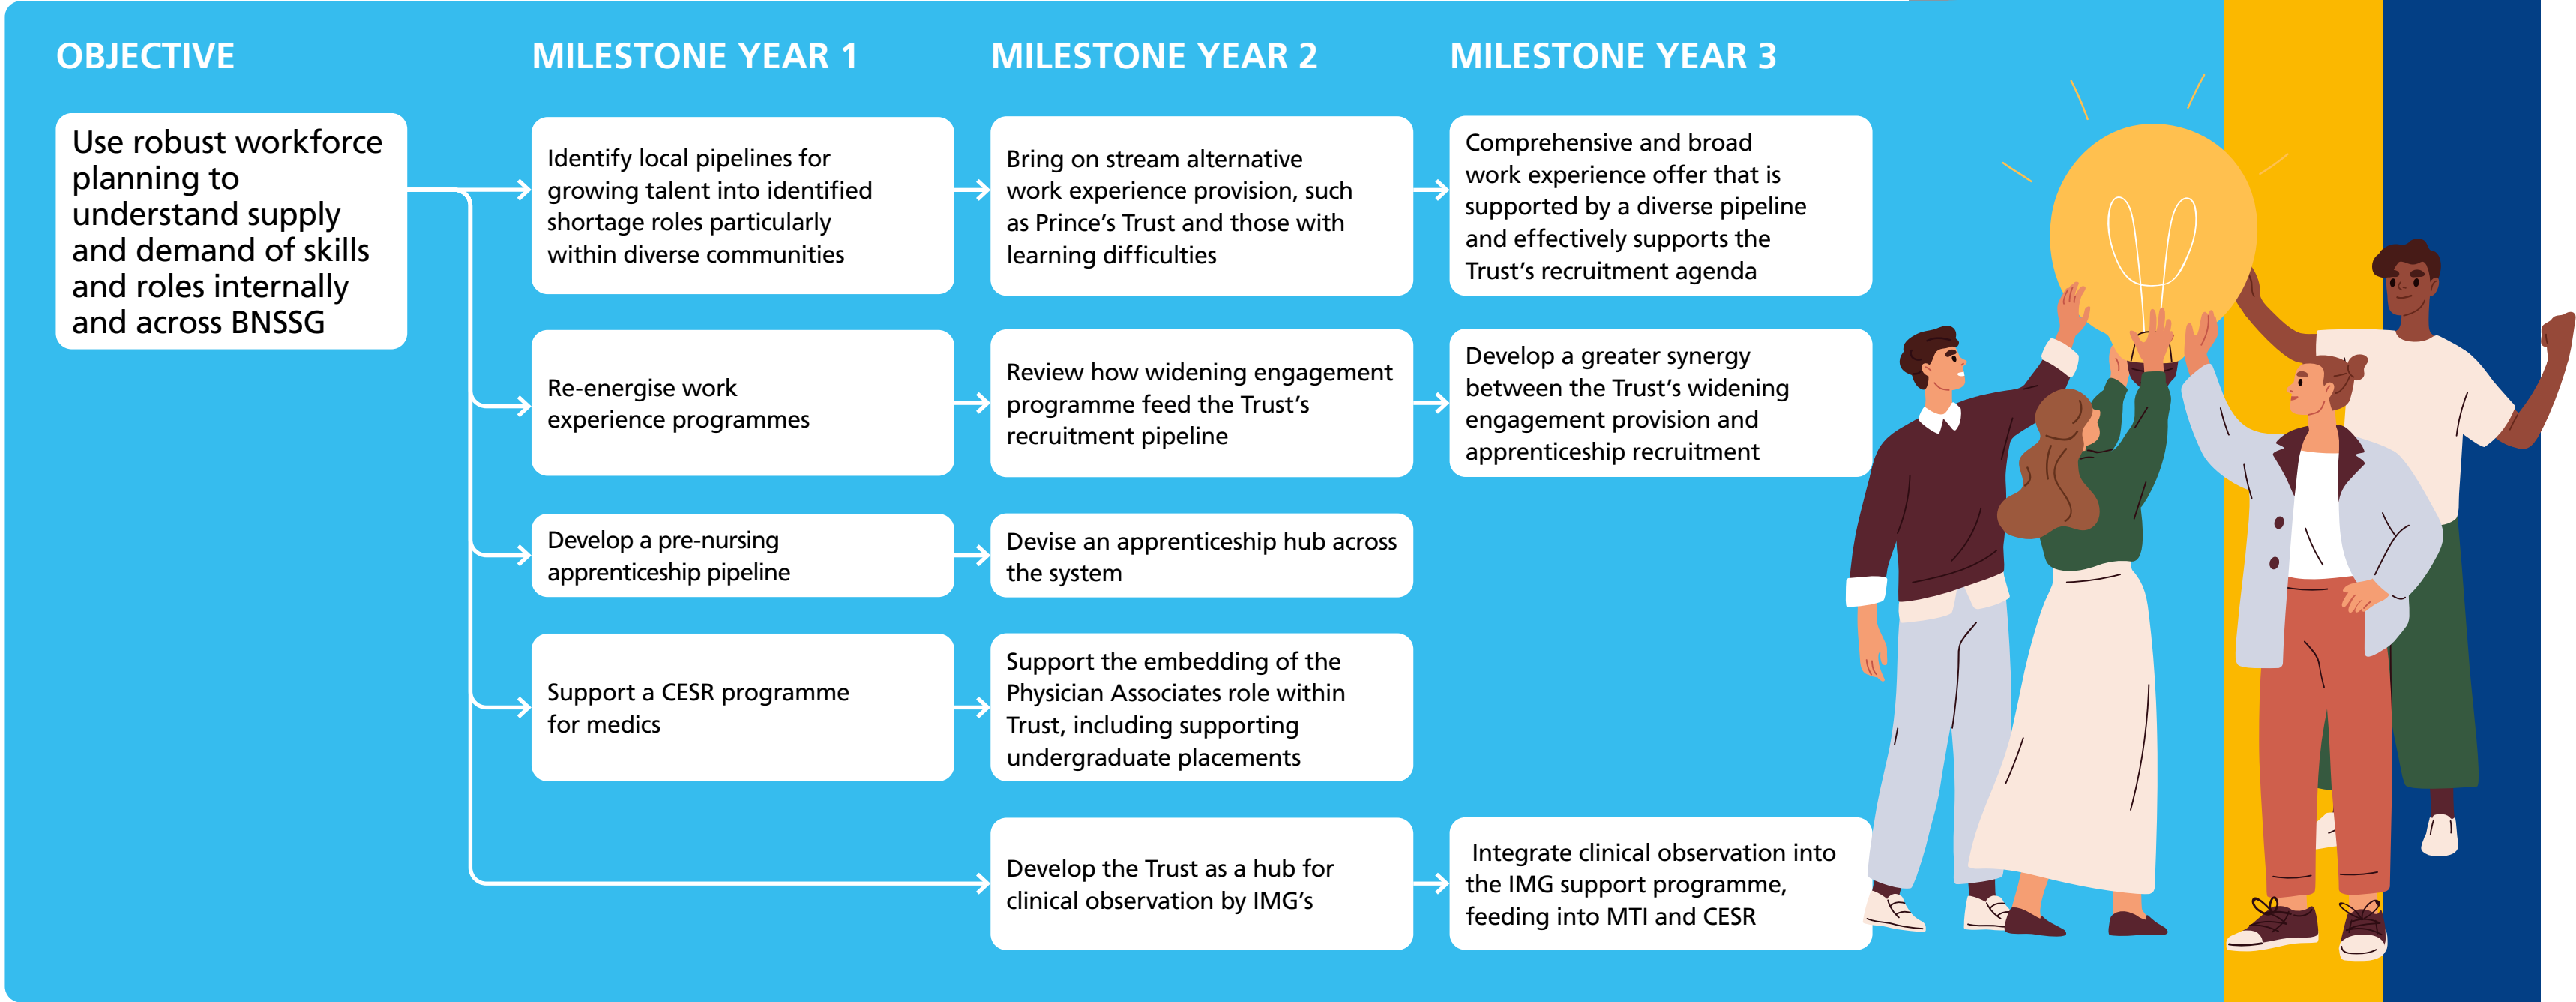 OBJECTIVE
MILESTONE YEAR 1
MILESTONE YEAR 2
MILESTONE YEAR 3
Use robust workforce
planning to
understand supply
and demand of skills
and roles internally
and across BNSSG
Identify local pipelines for
growing talent into identified
shortage roles particularly
within diverse communities
Bring on stream alternative
work experience provision, such
as Prince’s Trust and those with
learning difficulties
Comprehensive and broad
work experience offer that is
supported by a diverse pipeline
and effectively supports the
Trust’s recruitment agenda
Re-energise work
experience programmes
Review how widening engagement
programme feed the Trust’s
recruitment pipeline
Develop a greater synergy
between the Trust’s widening
engagement provision and
apprenticeship recruitment
Develop a pre-nursing
apprenticeship pipeline
Devise an apprenticeship hub across
the system
Support a CESR programme
for medics
Support the embedding of the
Physician Associates role within
Trust, including supporting
undergraduate placements
Develop the Trust as a hub for
clinical observation by IMG’s
Integrate clinical observation into
the IMG support programme,
feeding into MTI and CESR